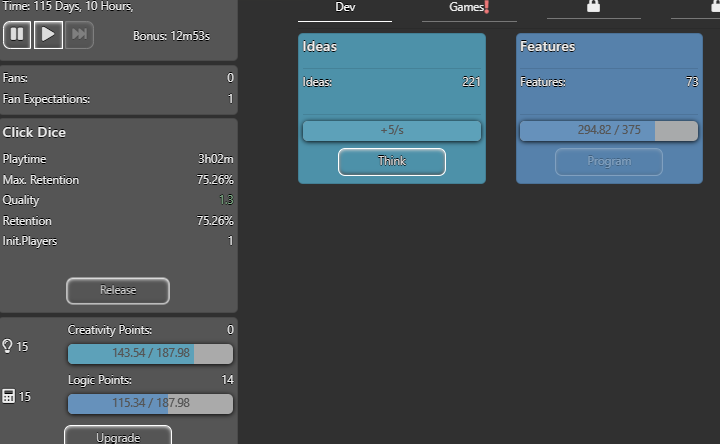 Time: 115 Days, 10 Hours,
Bonus: 12m53s
Fans: 0
Fan Expectations: 1
Click Dice
Playtime 3h02m
Max. Retention 75.26%
Quality 1.3
Retention 75.26%
Init.Players 1
Release
15
Creativity Points: 0
143.54 / 187.98
15
Logic Points: 14
115.34 / 187.98
Upgrade
Dev
Games!
Ideas
Ideas: 221
+5/s
Think
Features
Features: 73
294.82 / 375
Program